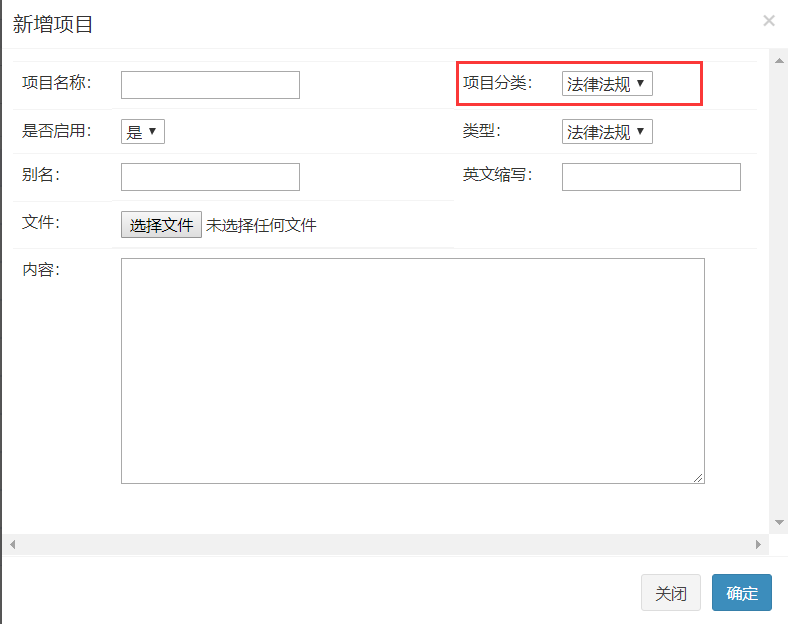 新增项目
×
项目名称：
项目分类： 法律法规
是否启用： 是
类型： 法律法规
别名：
英文缩写：
文件： 选择文件 未选择任何文件
内容：
关闭 确定